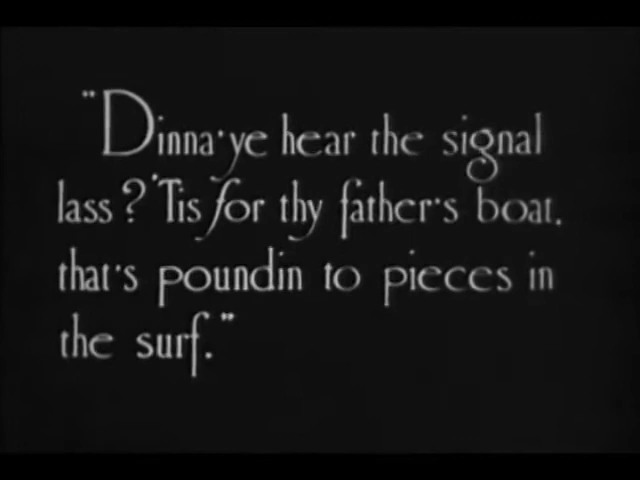 "Dinna·ye hear the signal
lass? 'Tis for thy father's boat.
that's poundin to pieces in
the surf."